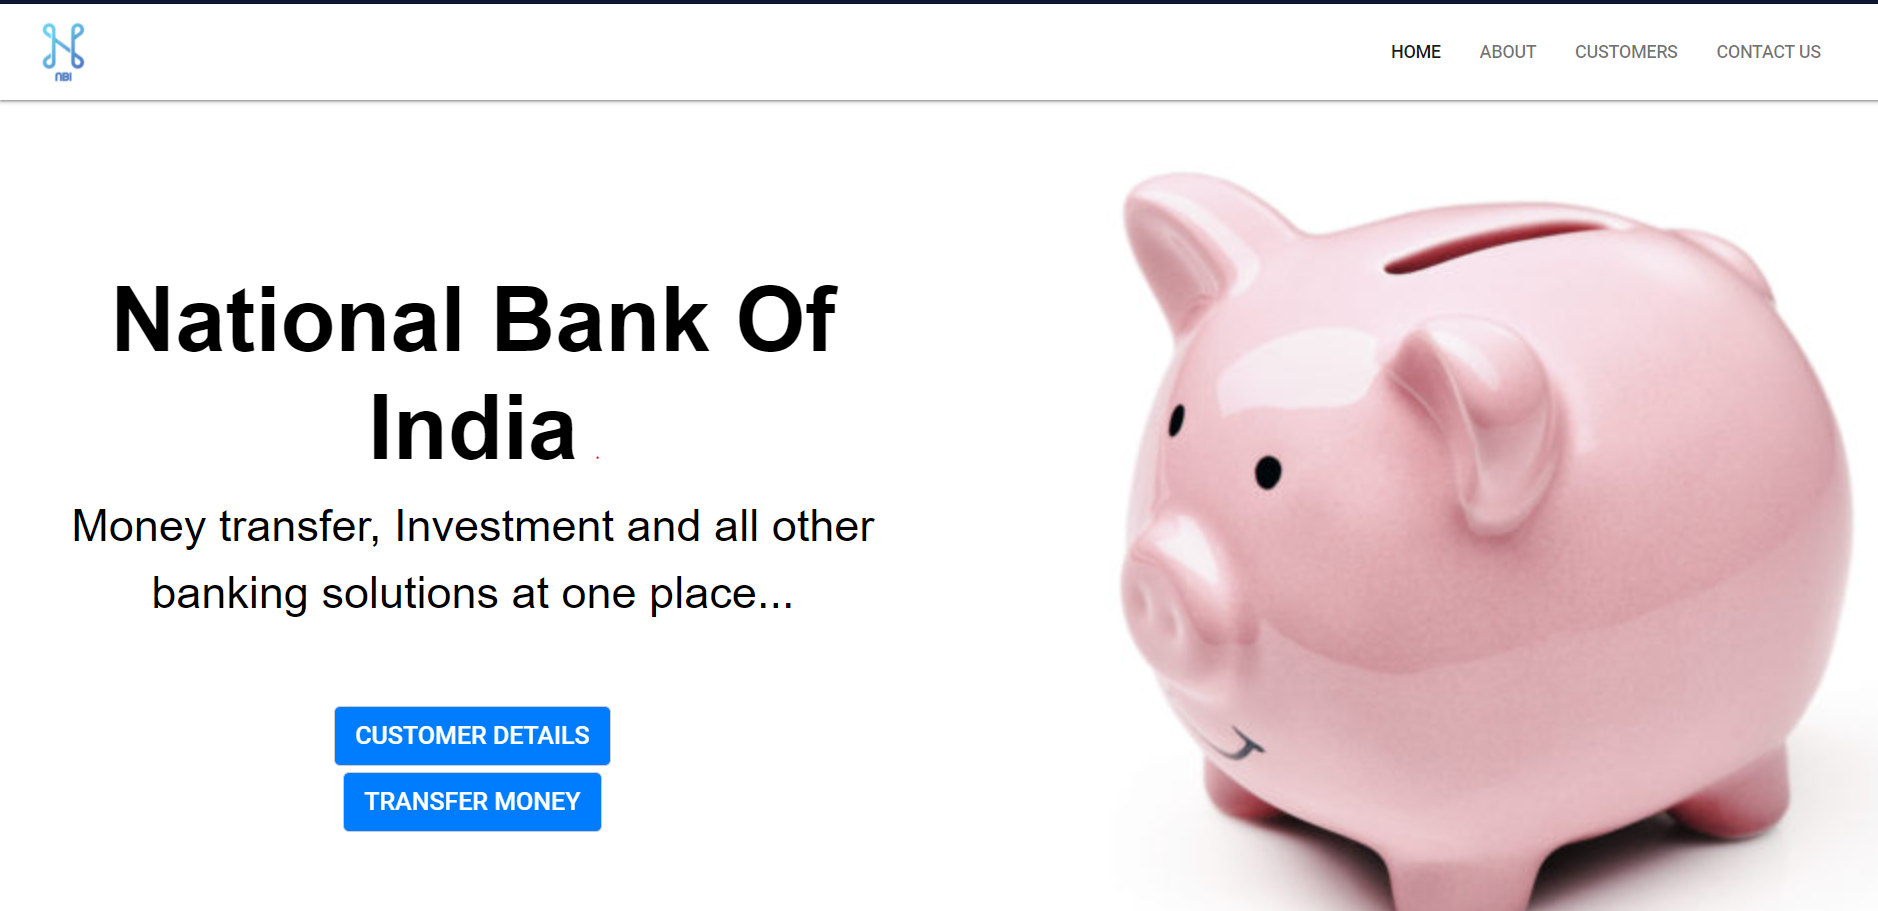 NBI
HOME ABOUT CUSTOMERS CONTACT US
National Bank Of
India
Money transfer, Investment and all other
banking solutions at one place...
CUSTOMER DETAILS
TRANSFER MONEY